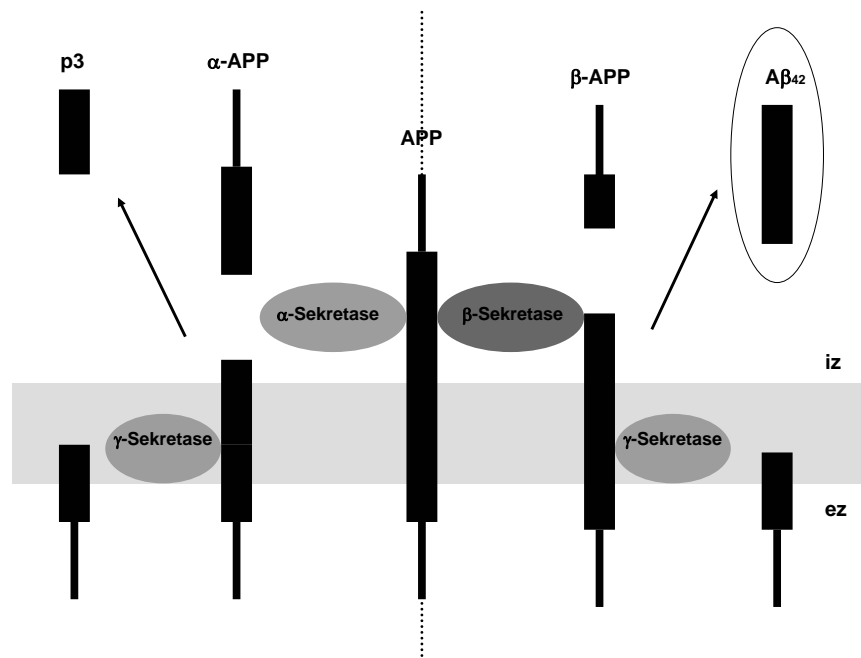 p3
α-APP
APP
β-APP
Aβ42
α-Sekretase
β-Sekretase
iz
γ-Sekretase
γ-Sekretase
ez